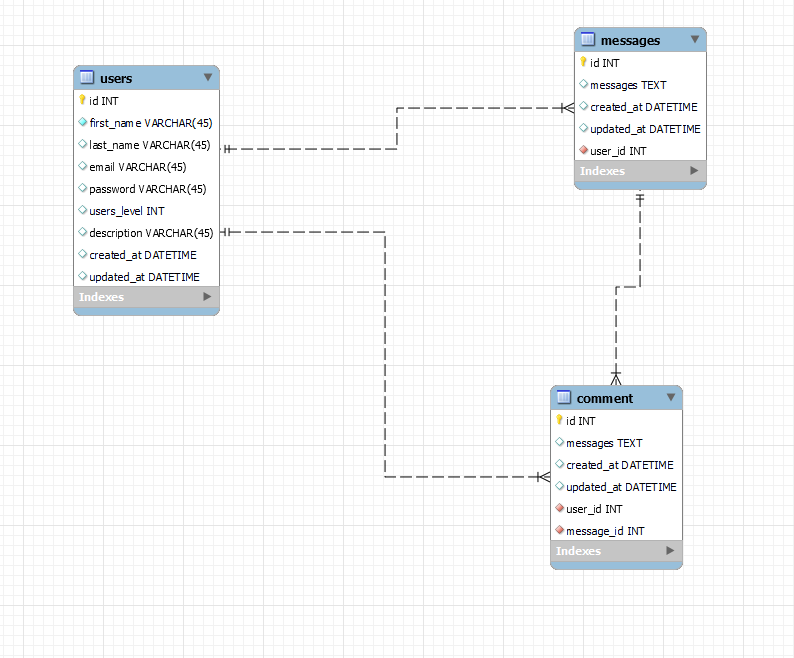 users
id INT
first_name VARCHAR(45)
last_name VARCHAR(45)
email VARCHAR(45)
password VARCHAR(45)
users_level INT
description VARCHAR(45)
created_at DATETIME
updated_at DATETIME
Indexes
messages
id INT
messages TEXT
created_at DATETIME
updated_at DATETIME
user_id INT
Indexes
comment
id INT
messages TEXT
created_at DATETIME
updated_at DATETIME
user_id INT
message_id INT
Indexes